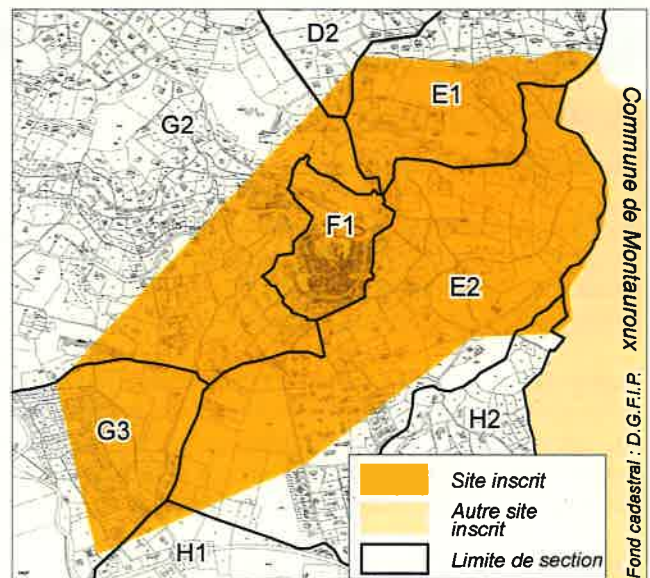 D2
E1
G2
F1
E2
G3
H2
H1
Commune de Montauroux
Fond cadastral : D.G.F.I.P.
Site inscrit
Autre site
inscrit
Limite de section